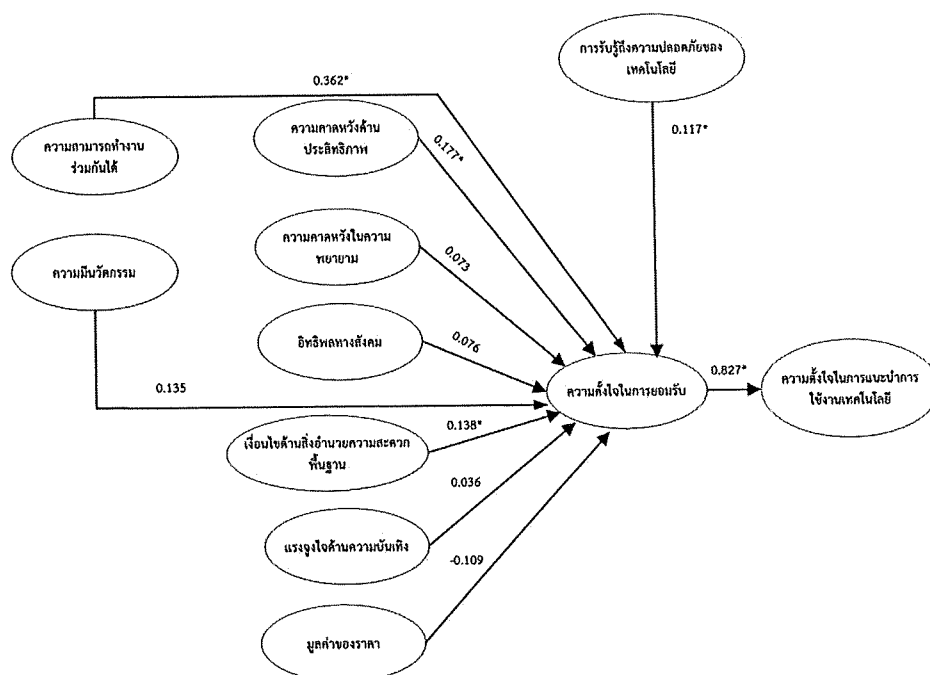 การรับรู้ถึงความปลอดภัยของ
เทคโนโลยี
0.362*
0.117*
ความสามารถทำงาน
ร่วมกันได้
ความคาดหวังด้าน
ประสิทธิภาพ
0.177*
ความมีนวัตกรรม
ความคาดหวังในความ
พยายาม
0.073
อิทธิพลทางสังคม
0.076
0.135
ความตั้งใจในการยอมรับ
0.827*
ความตั้งใจในการแนะนำการ
ใช้งานเทคโนโลยี
เงื่อนไขด้านสิ่งอำนวยความสะดวก
พื้นฐาน
0.138*
0.036
แรงจูงใจด้านความบันเทิง
-0.109
มูลค่าของราคา